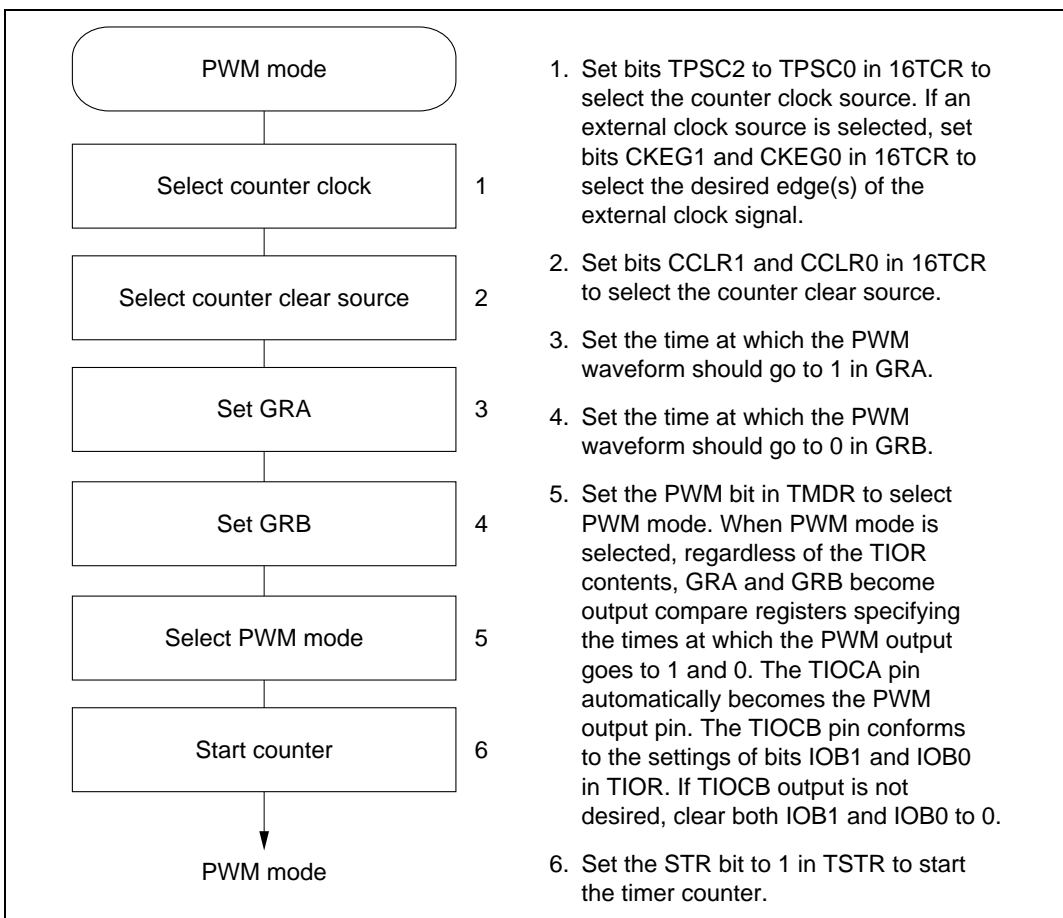 PWM mode
Select counter clock 1
Select counter clear source 2
Set GRA 3
Set GRB 4
Select PWM mode 5
Start counter 6
PWM mode
1. Set bits TPSC2 to TPSC0 in 16TCR to
select the counter clock source. If an
external clock source is selected, set
bits CKEG1 and CKEG0 in 16TCR to
select the desired edge(s) of the
external clock signal.
2. Set bits CCLR1 and CCLR0 in 16TCR
to select the counter clear source.
3. Set the time at which the PWM
waveform should go to 1 in GRA.
4. Set the time at which the PWM
waveform should go to 0 in GRB.
5. Set the PWM bit in TMDR to select
PWM mode. When PWM mode is
selected, regardless of the TIOR
contents, GRA and GRB become
output compare registers specifying
the times at which the PWM output
goes to 1 and 0. The TIOCA pin
automatically becomes the PWM
output pin. The TIOCB pin conforms
to the settings of bits IOB1 and IOB0
in TIOR. If TIOCB output is not
desired, clear both IOB1 and IOB0 to 0.
6. Set the STR bit to 1 in TSTR to start
the timer counter.